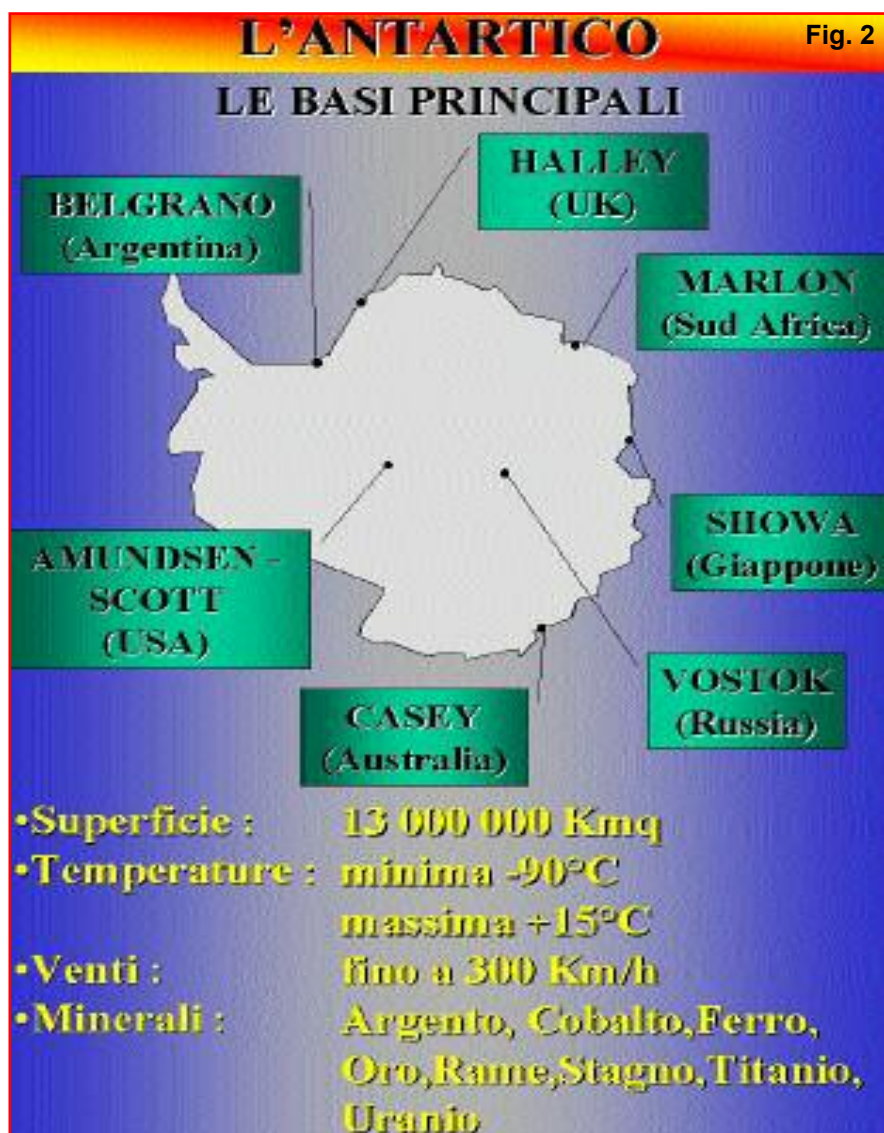 L'ANTARTICO
Fig. 2
LE BASI PRINCIPALI
HALLEY
(UK)
BELGRANO
(Argentina)
MARLON
(Sud Africa)
SHOWA
(Giappone)
AMUNDSEN -
SCOTT
(USA)
VOSTOK
(Russia)
CASEY
(Australia)
•Superficie : 13 000 000 Kmq
•Temperature : minima -90°C
massima +15°C
•Venti : fino a 300 Km/h
•Minerali : Argento, Cobalto,Ferro,
Oro,Rame,Stagno,Titanio,
Uranio